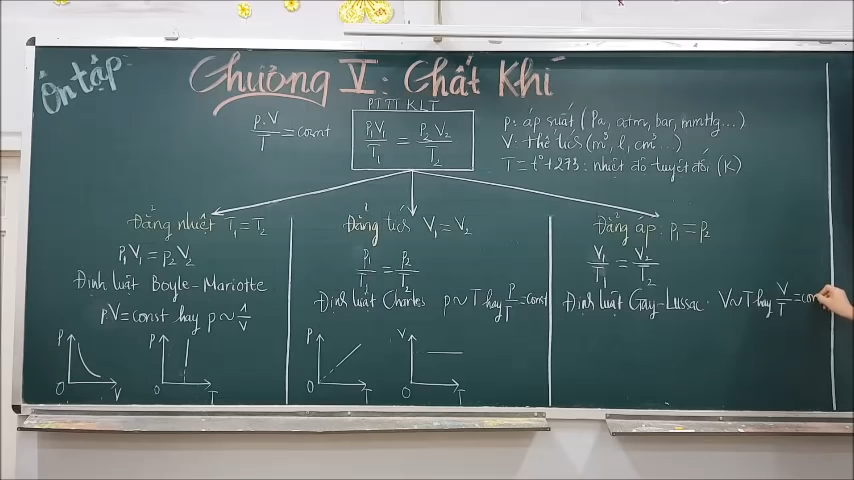 Ôn tập
Chương V: Chất Khí
PTTT KLT
p.V/T = const
p₁V₁/T₁ = p₂V₂/T₂
p: áp suất (Pa, atm, bar, mmHg...)
V: thể tích (m³, l, cm³...)
T = t° + 273: nhiệt độ tuyệt đối (K)
Đẳng nhiệt T₁ = T₂
p₁V₁ = p₂V₂
Định luật Boyle-Mariotte
pV = const hay p ~ 1/V
P
O
V
P
O
T
Đẳng tích V₁ = V₂
p₁/T₁ = p₂/T₂
Định luật Charles p ~ T hay P/T = const
P
O
T
V
O
T
Đẳng áp: p₁ = p₂
V₁/T₁ = V₂/T₂
Định luật Gay-Lussac. V ~ T hay V/T = con